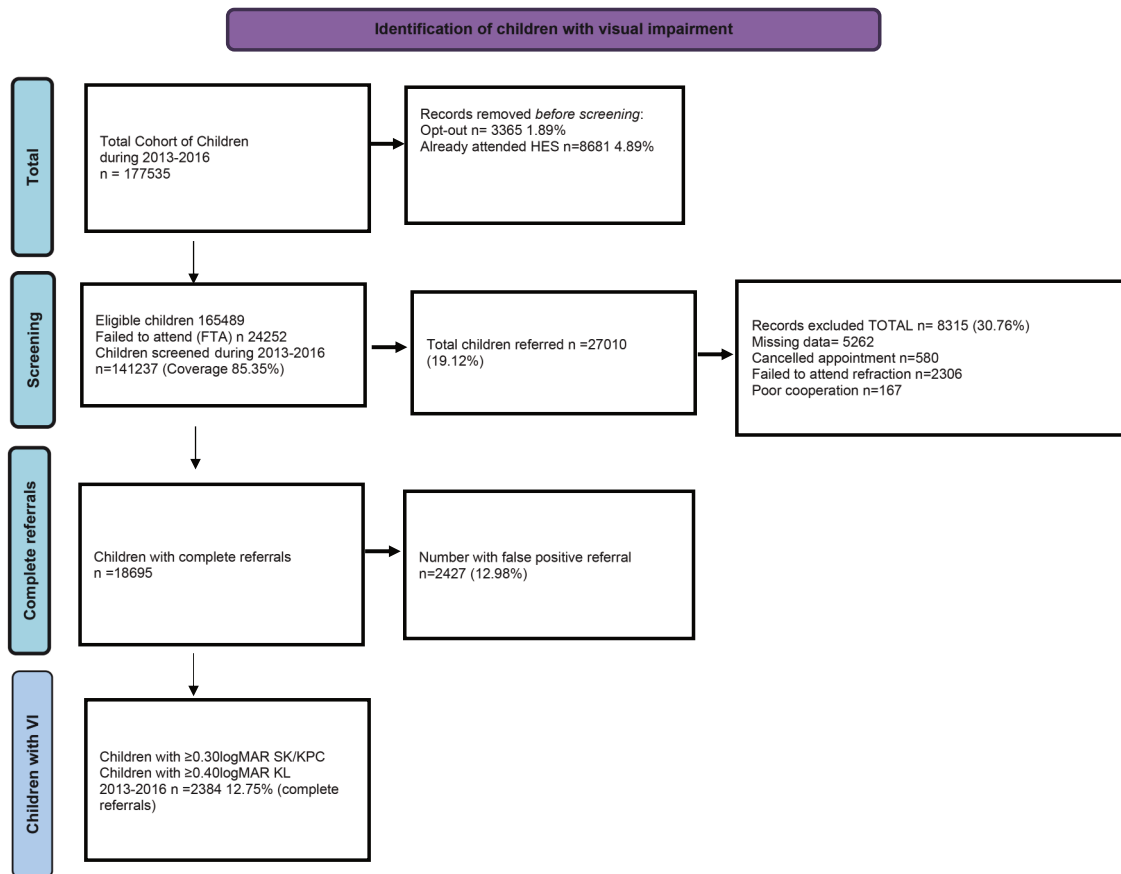 Identification of children with visual impairment
Total
Total Cohort of Children
during 2013-2016
n = 177535
Records removed before screening:
Opt-out n= 3365 1.89%
Already attended HES n=8681 4.89%
Screening
Eligible children 165489
Failed to attend (FTA) n 24252
Children screened during 2013-2016
n=141237 (Coverage 85.35%)
Total children referred n =27010
(19.12%)
Records excluded TOTAL n= 8315 (30.76%)
Missing data= 5262
Cancelled appointment n=580
Failed to attend refraction n=2306
Poor cooperation n=167
Complete referrals
Children with complete referrals
n =18695
Number with false positive referral
n=2427 (12.98%)
Children with VI
Children with ≥0.30logMAR SK/KPC
Children with ≥0.40logMAR KL
2013-2016 n =2384 12.75% (complete
referrals)